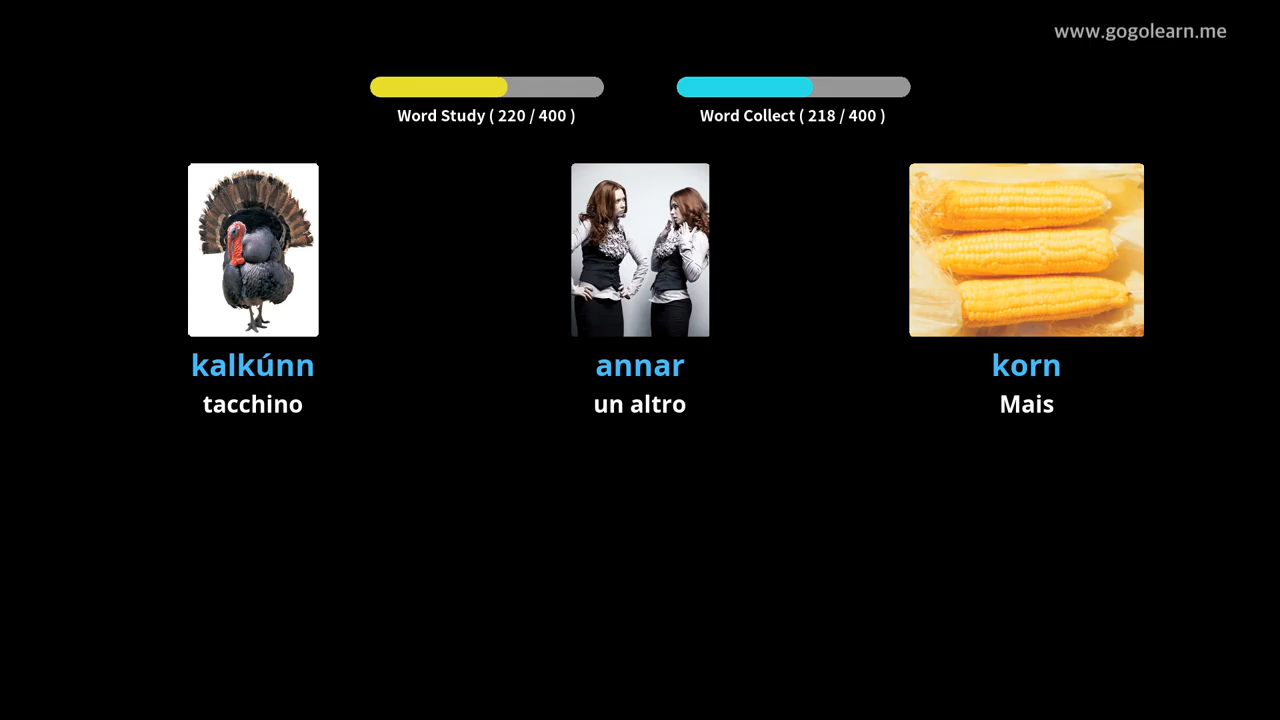 www.gogolearn.me
Word Study ( 220 / 400 )
Word Collect ( 218 / 400 )
kalkúnn
annar
korn
tacchino
un altro
Mais